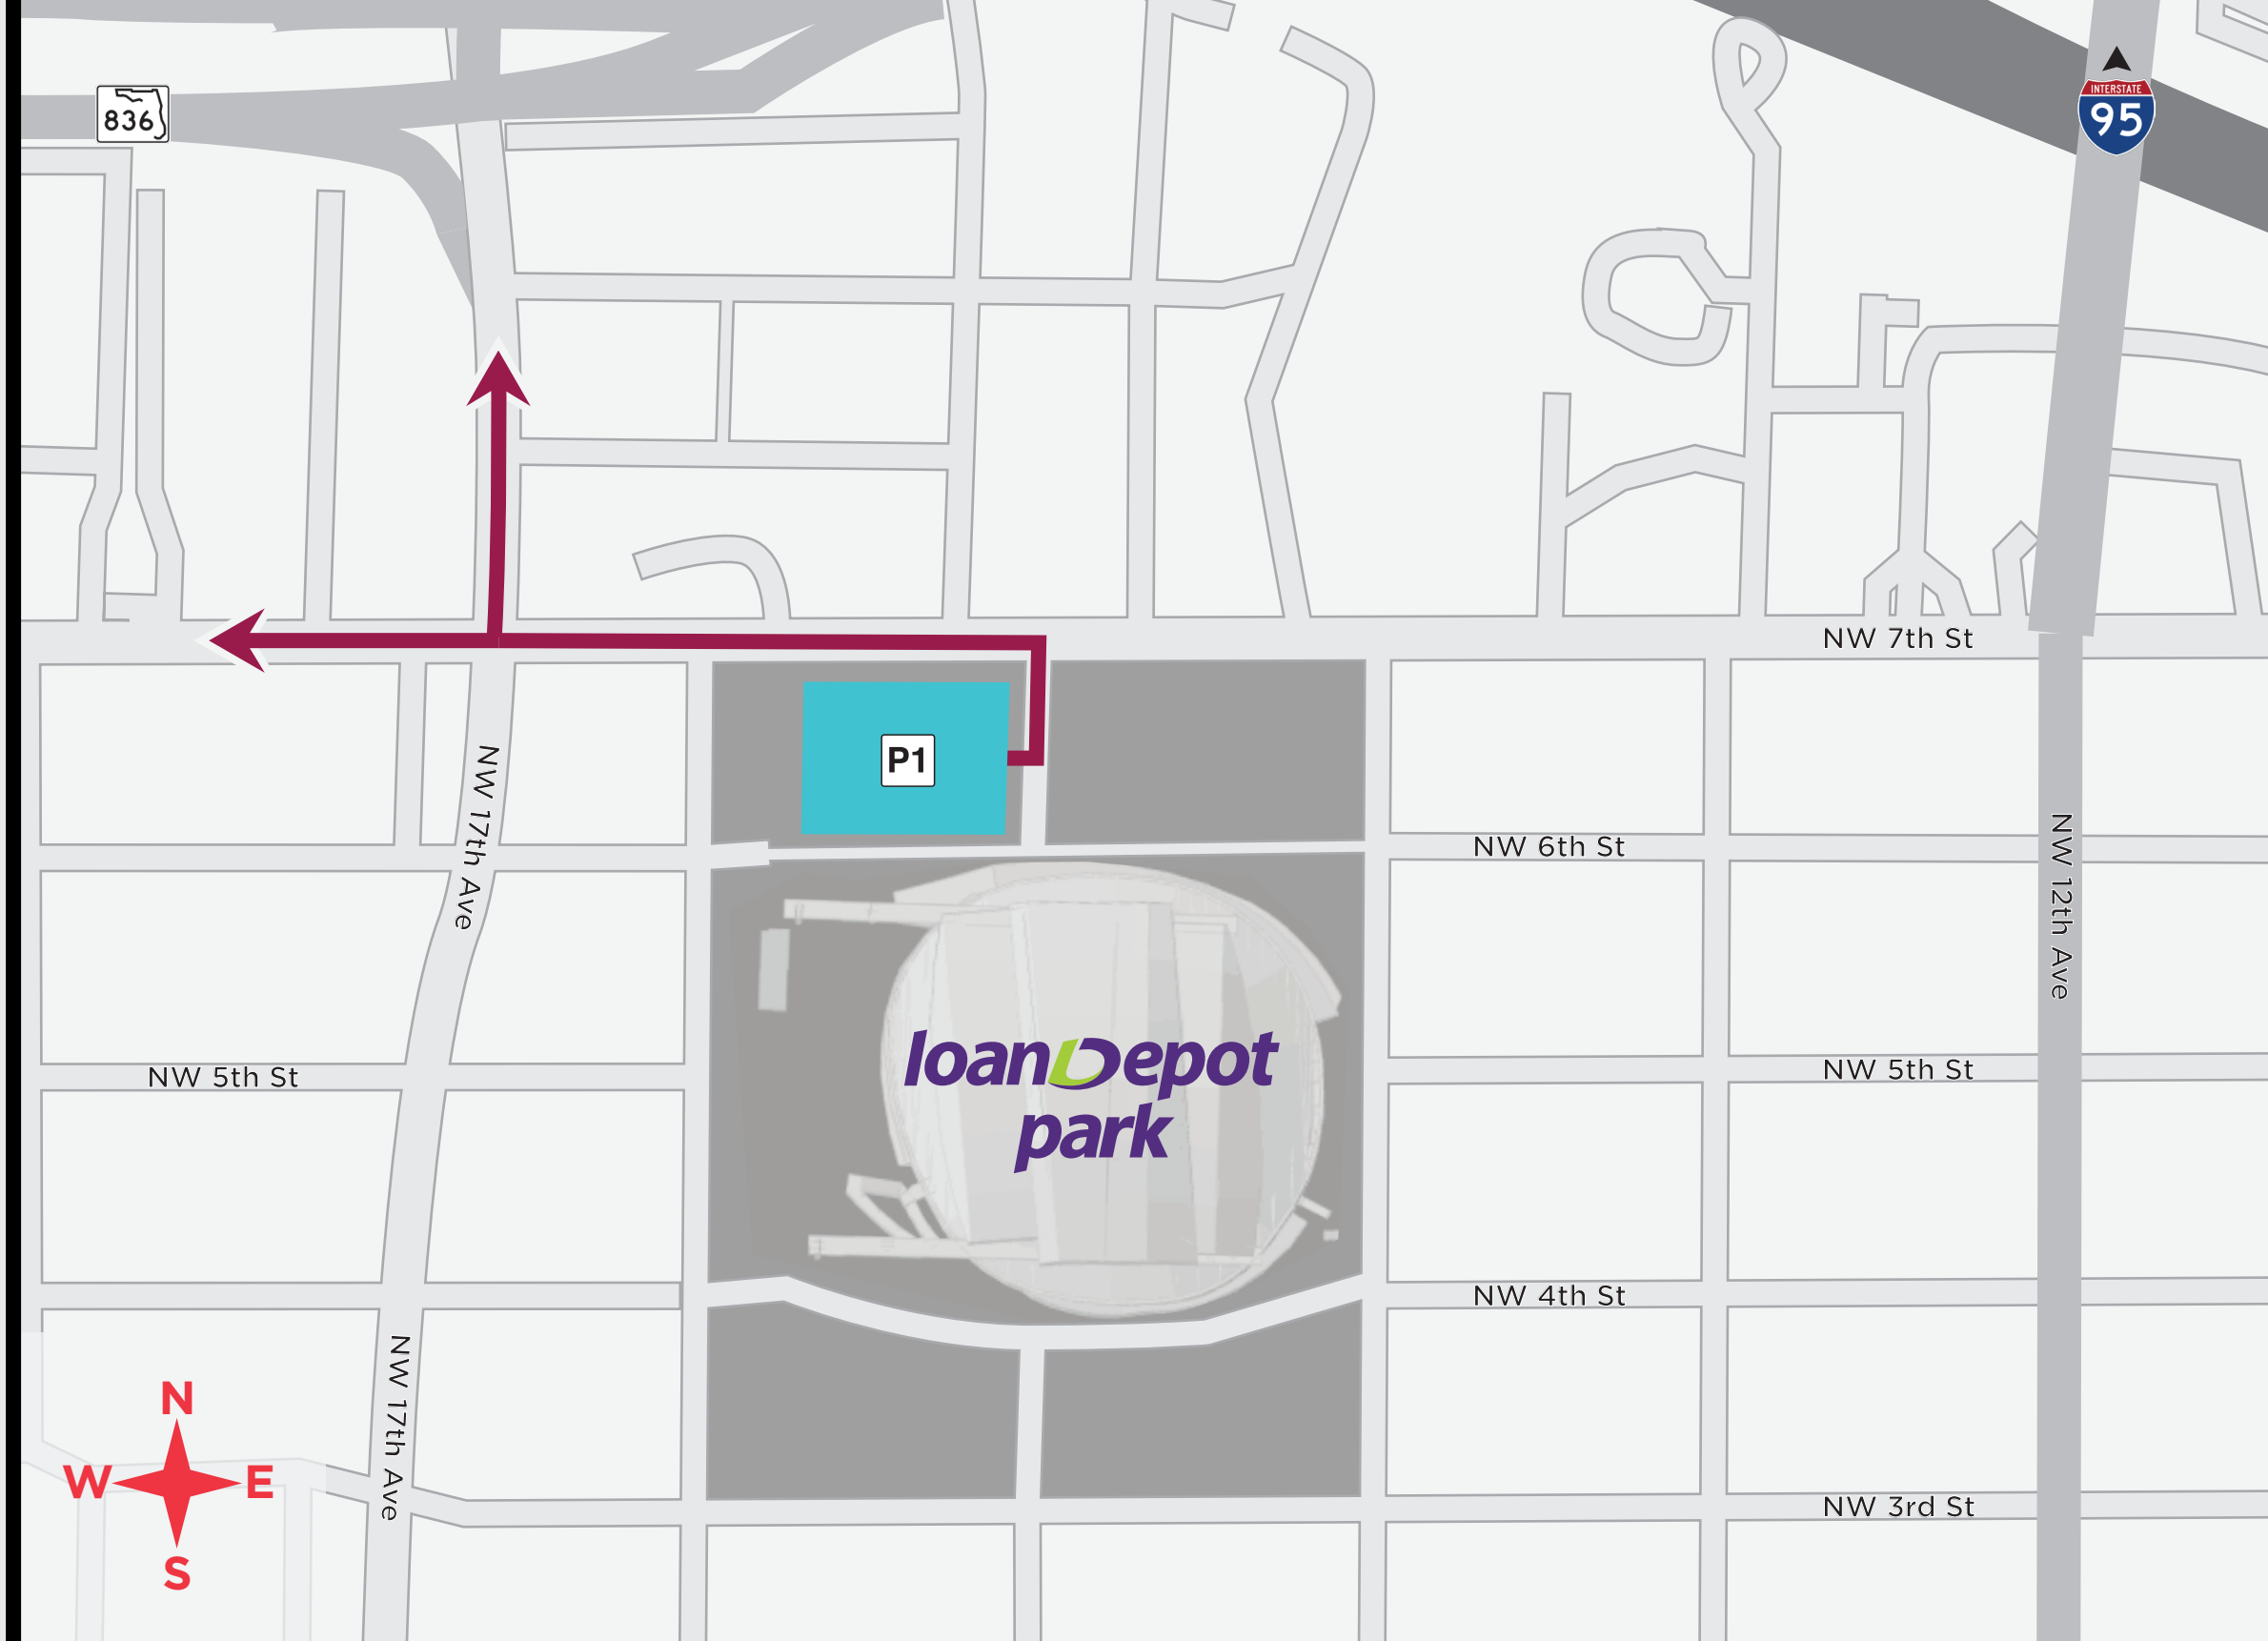 836
INTERSTATE
95
NW 7th St
P1
NW 17th Ave
NW 6th St
NW 12th Ave
loanDepot
park
NW 5th St
NW 5th St
NW 4th St
NW 17th Ave
N
W E
S
NW 3rd St